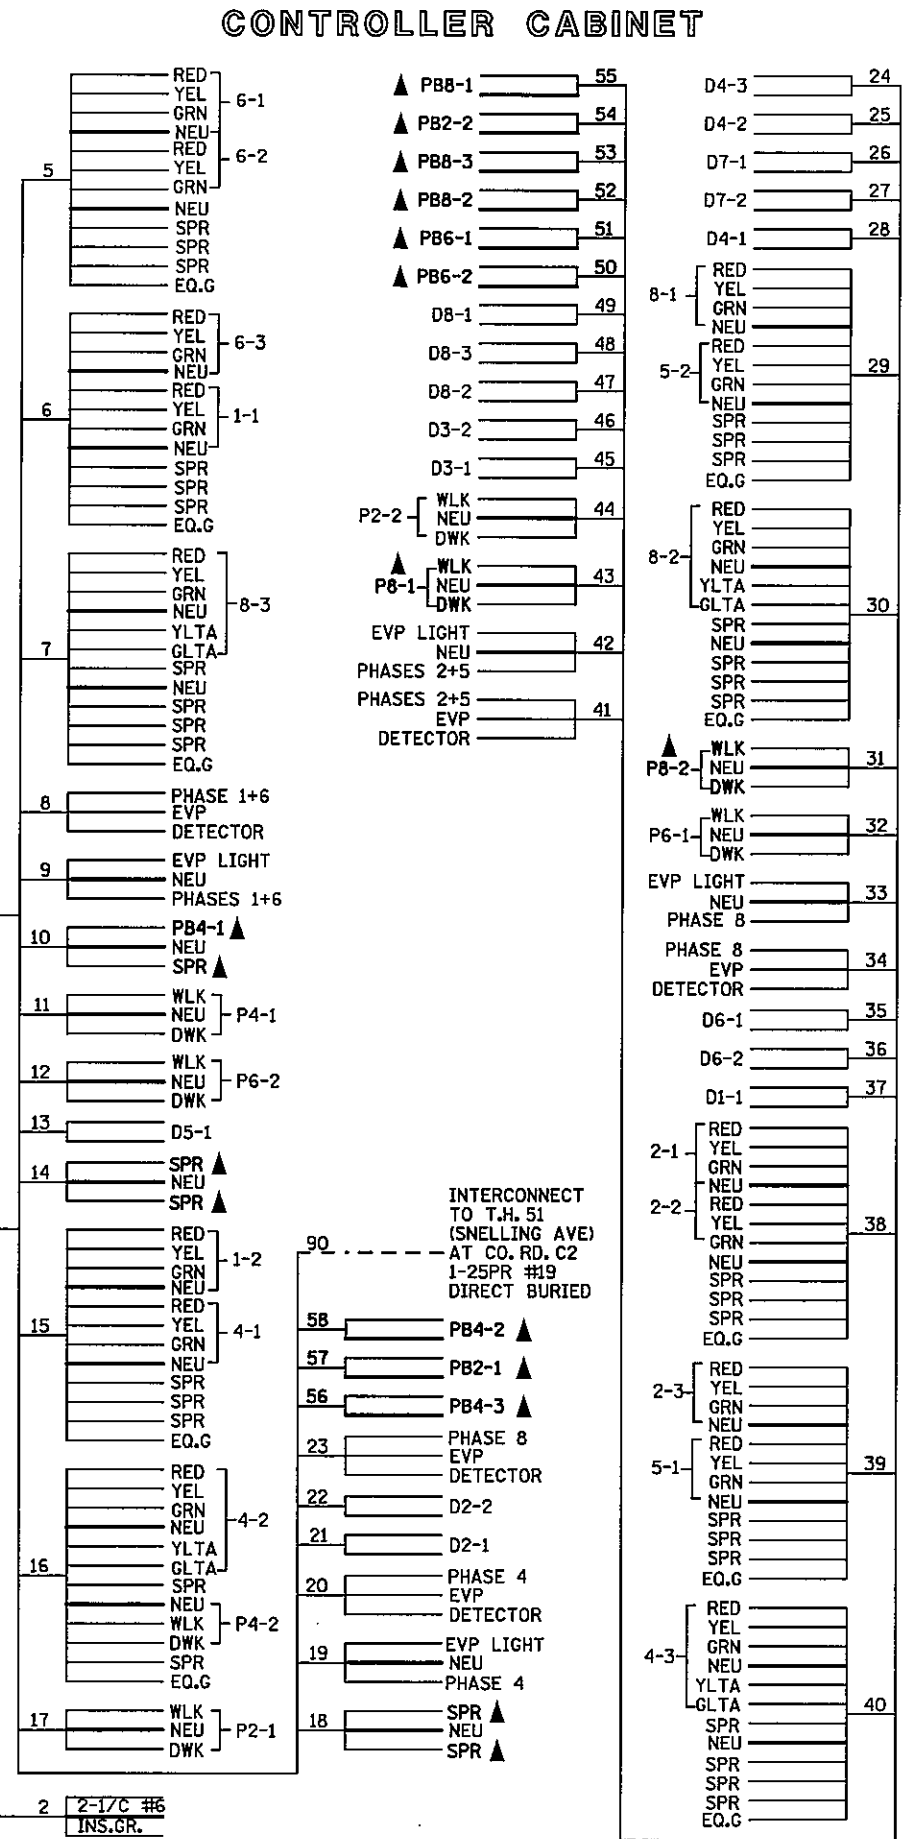 CONTROLLER CABINET
5
RED
YEL
GRN
NEU
6-1
RED
YEL
GRN
6-2
NEU
SPR
SPR
SPR
EQ.G
6
RED
YEL
GRN
NEU
6-3
RED
YEL
GRN
NEU
1-1
SPR
SPR
SPR
EQ.G
7
RED
YEL
GRN
NEU
YLTA
GLTA
8-3
SPR
NEU
SPR
SPR
SPR
EQ.G
8
PHASE 1+6
EVP
DETECTOR
9
EVP LIGHT
NEU
PHASES 1+6
10
PB4-1 ▲
NEU
SPR ▲
11
WLK
NEU
DWK
P4-1
12
WLK
NEU
DWK
P6-2
13
D5-1
14
SPR ▲
NEU
SPR ▲
15
RED
YEL
GRN
NEU
1-2
RED
YEL
GRN
NEU
4-1
SPR
SPR
SPR
EQ.G
16
RED
YEL
GRN
NEU
YLTA
GLTA
4-2
SPR
NEU
WLK
DWK
P4-2
SPR
EQ.G
17
WLK
NEU
DWK
P2-1
2
2-1/C #6
INS.GR.
▲ PB8-1 55
▲ PB2-2 54
▲ PB8-3 53
▲ PB8-2 52
▲ PB6-1 51
▲ PB6-2 50
D8-1 49
D8-3 48
D8-2 47
D3-2 46
D3-1 45
P2-2
WLK
NEU
DWK
44
▲
P8-1
WLK
NEU
DWK
43
EVP LIGHT
NEU
PHASES 2+5
42
PHASES 2+5
EVP
DETECTOR
41
90
INTERCONNECT
TO T.H. 51
(SNELLING AVE)
AT CO. RD. C2
1-25PR #19
DIRECT BURIED
58 PB4-2 ▲
57 PB2-1 ▲
56 PB4-3 ▲
23
PHASE 8
EVP
DETECTOR
22 D2-2
21 D2-1
20
PHASE 4
EVP
DETECTOR
19
EVP LIGHT
NEU
PHASE 4
18
SPR ▲
NEU
SPR ▲
D4-3 24
D4-2 25
D7-1 26
D7-2 27
D4-1 28
8-1
RED
YEL
GRN
NEU
5-2
RED
YEL
GRN
NEU
SPR
SPR
SPR
EQ.G
29
8-2
RED
YEL
GRN
NEU
YLTA
GLTA
SPR
NEU
SPR
SPR
SPR
EQ.G
30
▲
P8-2
WLK
NEU
DWK
31
P6-1
WLK
NEU
DWK
32
EVP LIGHT
NEU
PHASE 8
33
PHASE 8
EVP
DETECTOR
34
D6-1 35
D6-2 36
D1-1 37
2-1
RED
YEL
GRN
NEU
2-2
RED
YEL
GRN
NEU
SPR
SPR
SPR
EQ.G
38
2-3
RED
YEL
GRN
NEU
5-1
RED
YEL
GRN
NEU
SPR
SPR
SPR
EQ.G
39
4-3
RED
YEL
GRN
NEU
YLTA
GLTA
SPR
NEU
SPR
SPR
SPR
EQ.G
40